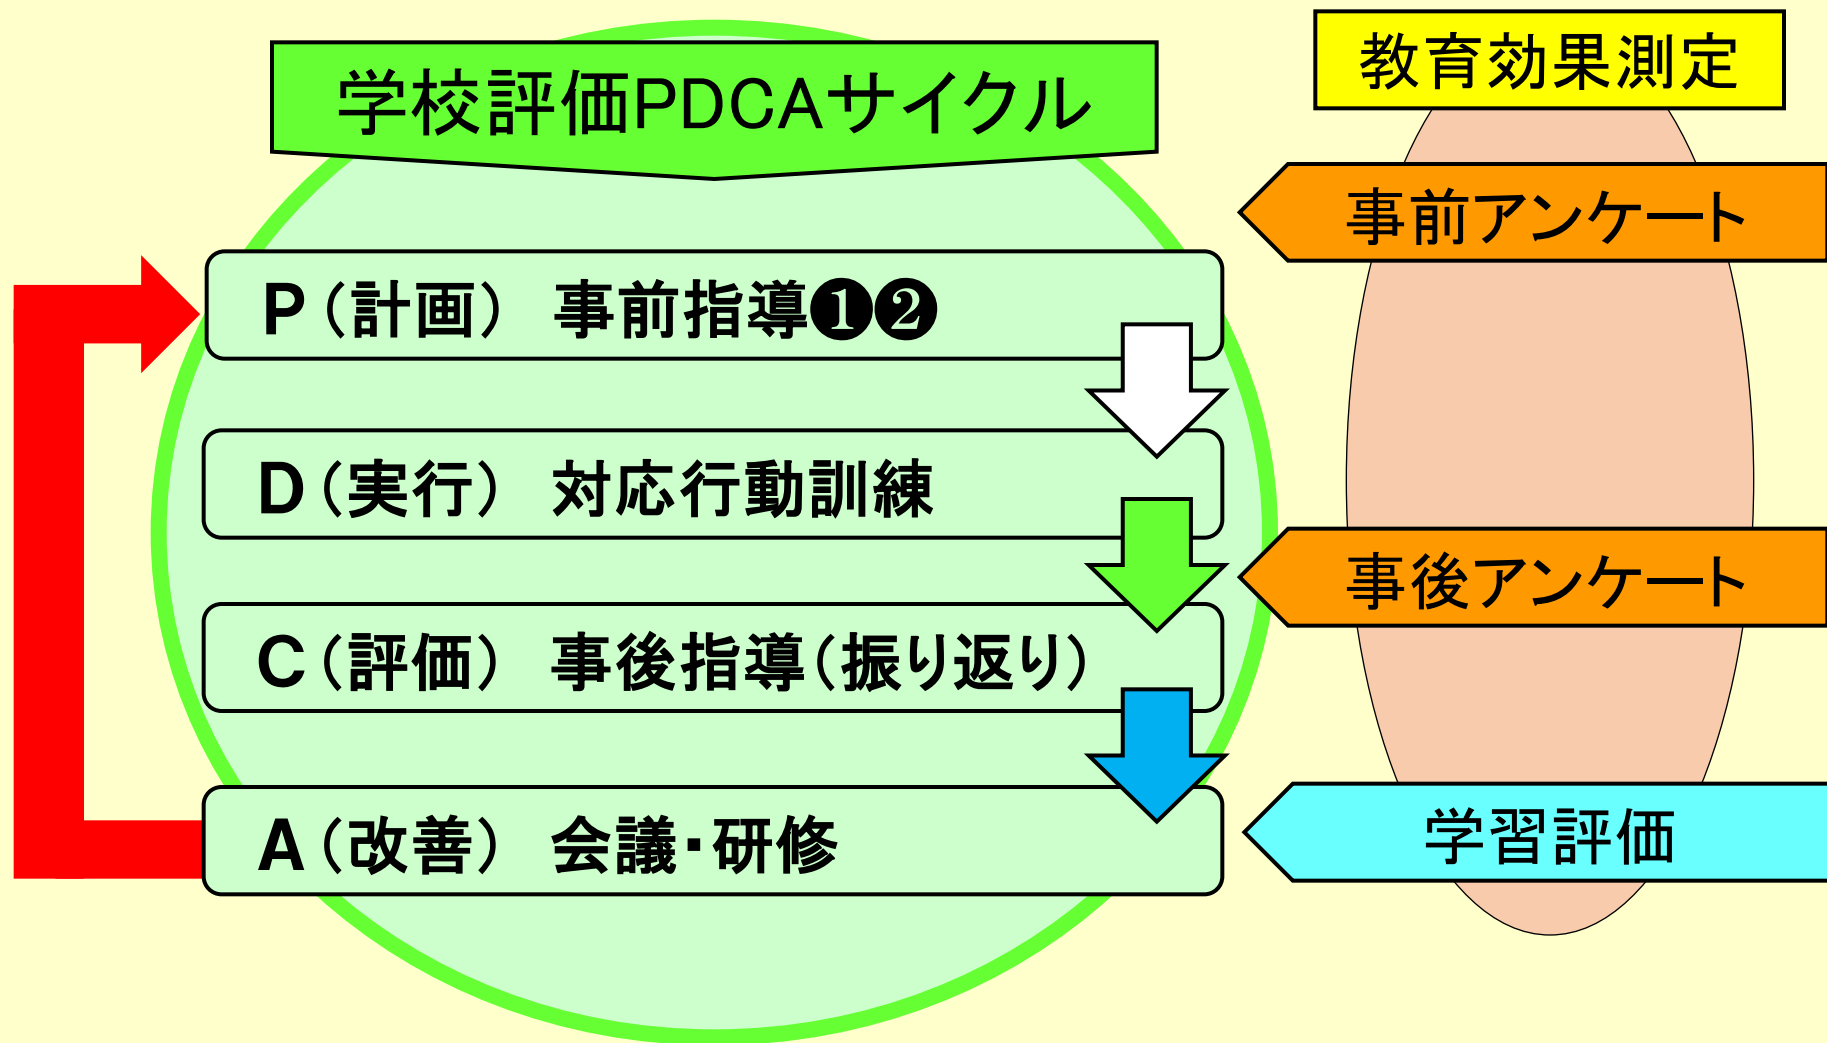 学校評価PDCAサイクル
P（計画） 事前指導❶❷
D（実行） 対応行動訓練
C（評価） 事後指導（振り返り）
A（改善） 会議・研修
教育効果測定
事前アンケート
事後アンケート
学習評価